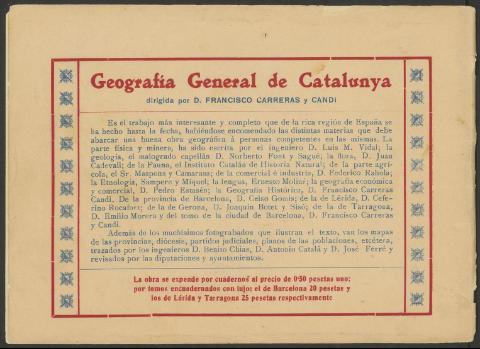 Geografía General de Catalunya
dirigida por D. FRANCISCO CARRERAS y CANDI
Es el trabajo más interesante y completo que de la rica región de España se
ha hecho hasta la fecha, habiéndose encomendado las distintas materias que debe
abarcar una buena obra geográfica á personas competentes en las mismas. La
parte física y minera, ha sido escrita por el ingeniero D. Luis M. Vidal; la
geología, el malogrado capellán D. Norberto Font y Sagué; la flora, D. Juan
Cadevall; de la Fauna, el Instituto Catalán de Historia Natural; de la parte agrí-
cola, el Sr. Maspons y Camarasa; de la comercial é industria, D. Federico Rahola;
la Etnología, Sampere y Miquel; la lengua, Ernesto Moliné; la geografía económica
y comercial, D. Pedro Estasén; la Geografía Histórica, D. Francisco Carreras
Candi. De la provincia de Barcelona, D. Celso Gomis; de la de Lérida, D. Cefe-
rino Rocafort; de la de Gerona, D. Joaquín Botet y Sisó; de la de Tarragona,
D. Emilio Morera y del tomo de la ciudad de Barcelona, D. Francisco Carreras
y Candi.
Además de los muchísimos fotograbados que ilustran el texto, van los mapas
de las provincias, diócesis, partidos judiciales, planos de las poblaciones, etcétera,
trazados por los ingenieros D. Benito Chias, D. Antonio Catalá y D. José Ferré y
revisados por las diputaciones y ayuntamientos.
La obra se expende por cuadernos al precio de 0'50 pesetas uno;
por tomos encuadernados con lujo; el de Barcelona 20 pesetas y
los de Lérida y Tarragona 25 pesetas respectivamente